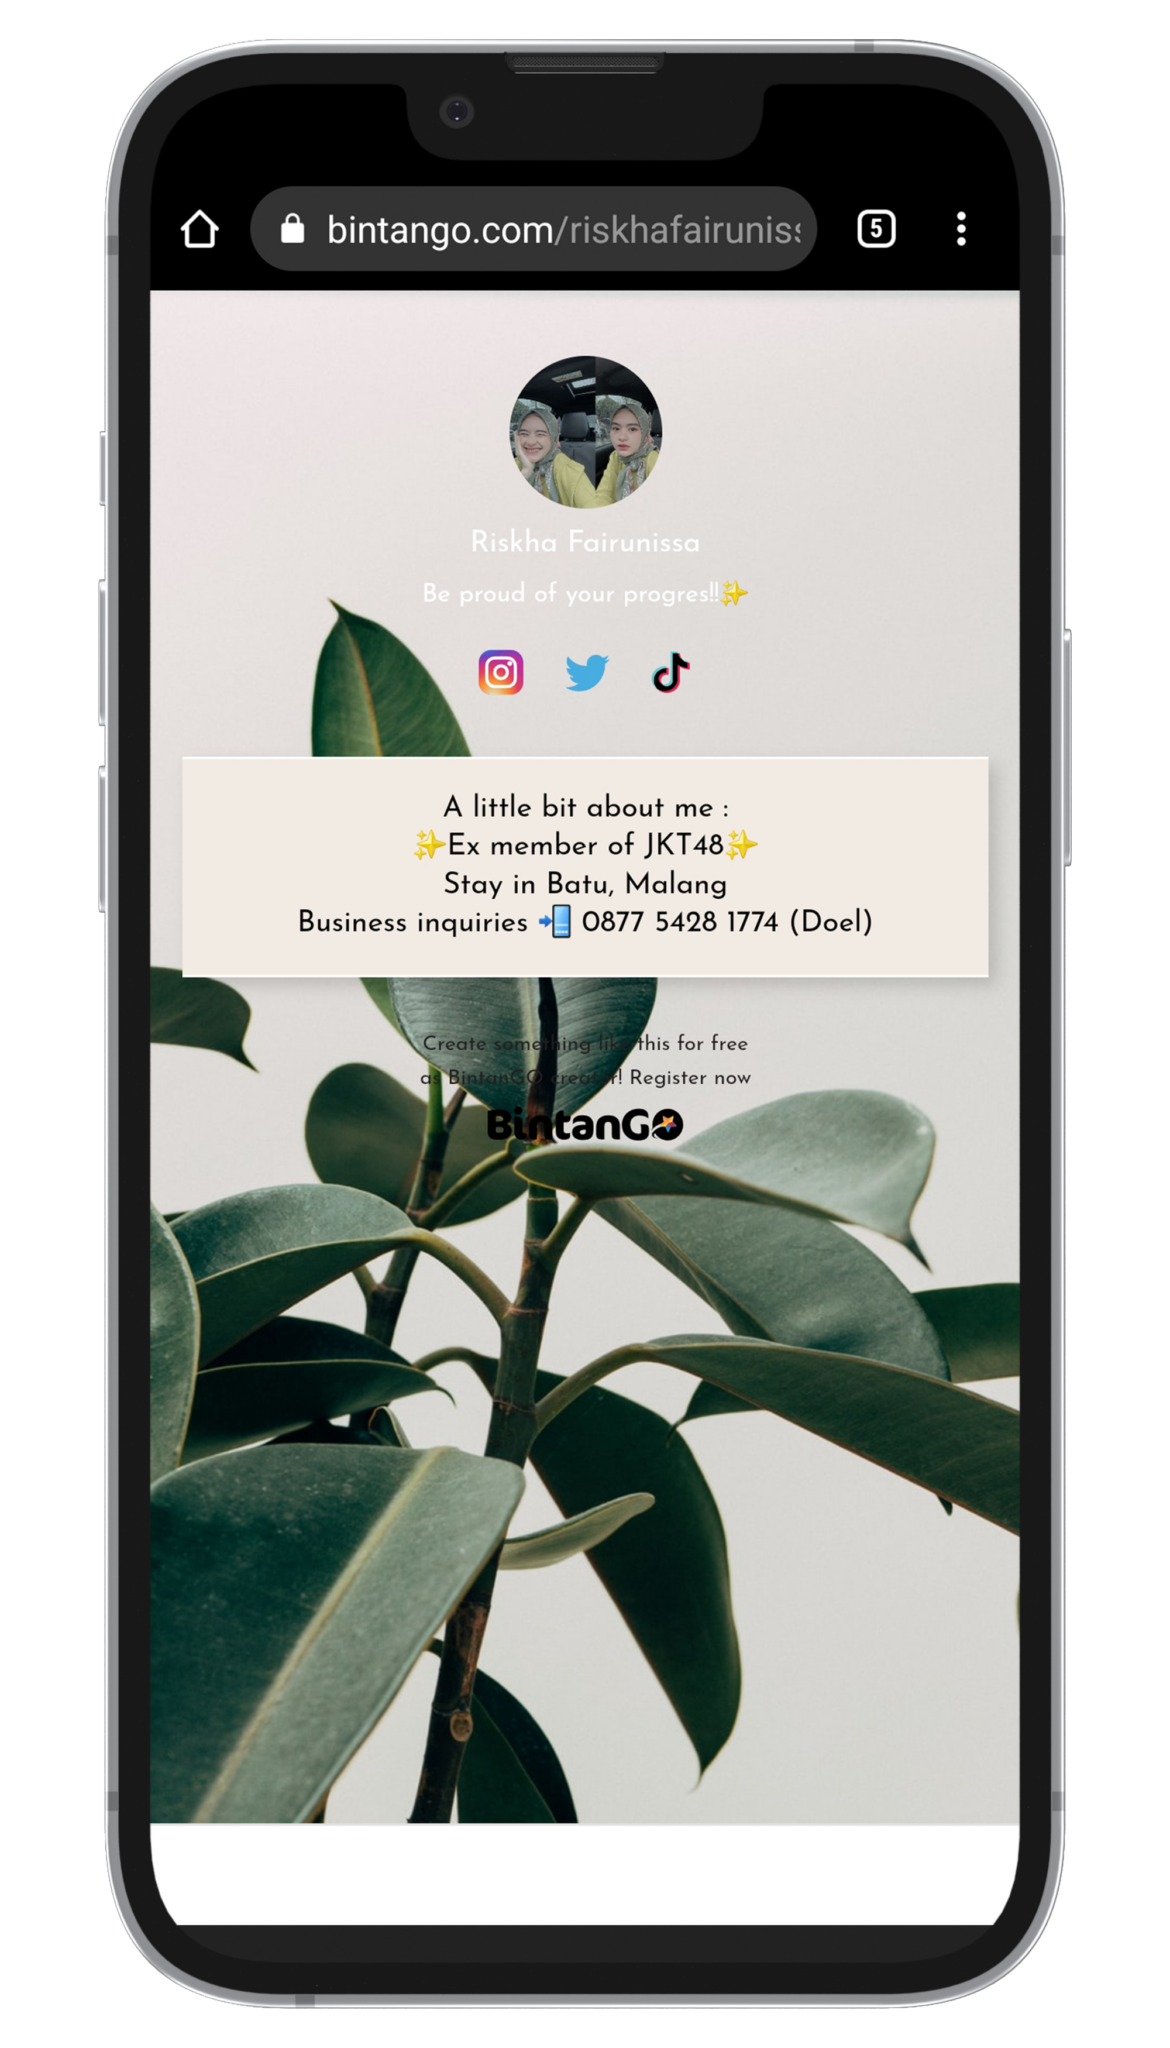 bintango.com/riskhafairunis
5
Riskha Fairunissa
Be proud of your progres!!✨
A little bit about me :
✨Ex member of JKT48✨
Stay in Batu, Malang
Business inquiries 📲 0877 5428 1774 (Doel)
Create something like this for free
as BintanGO creator! Register now
BintanGO